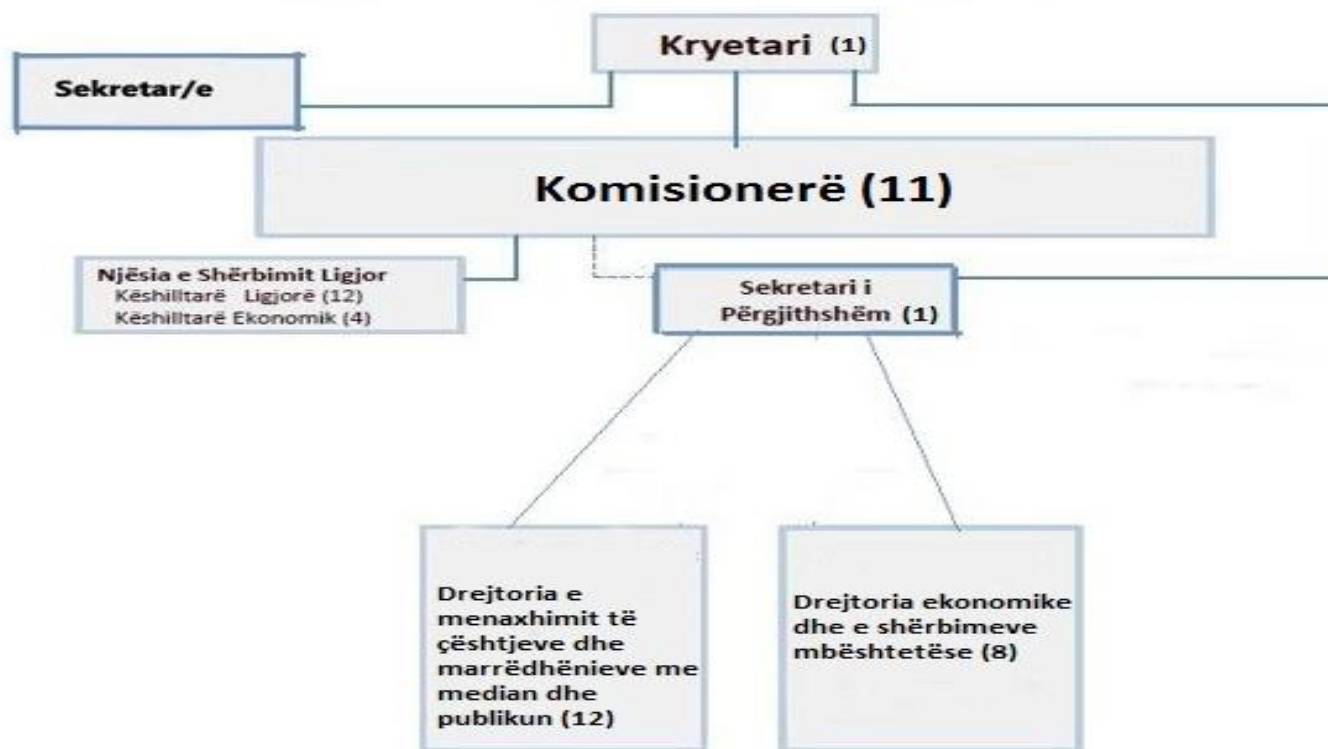 Kryetari (1)
Sekretar/e
Komisionerë (11)
Njësia e Shërbimit Ligjor
Këshilltarë Ligjorë (12)
Këshilltarë Ekonomik (4)
Sekretari i
Përgjithshëm (1)
Drejtoria e
menaxhimit të
çështjeve dhe
marrëdhënieve me
median dhe
publikun (12)
Drejtoria ekonomike
dhe e shërbimeve
mbështetëse (8)